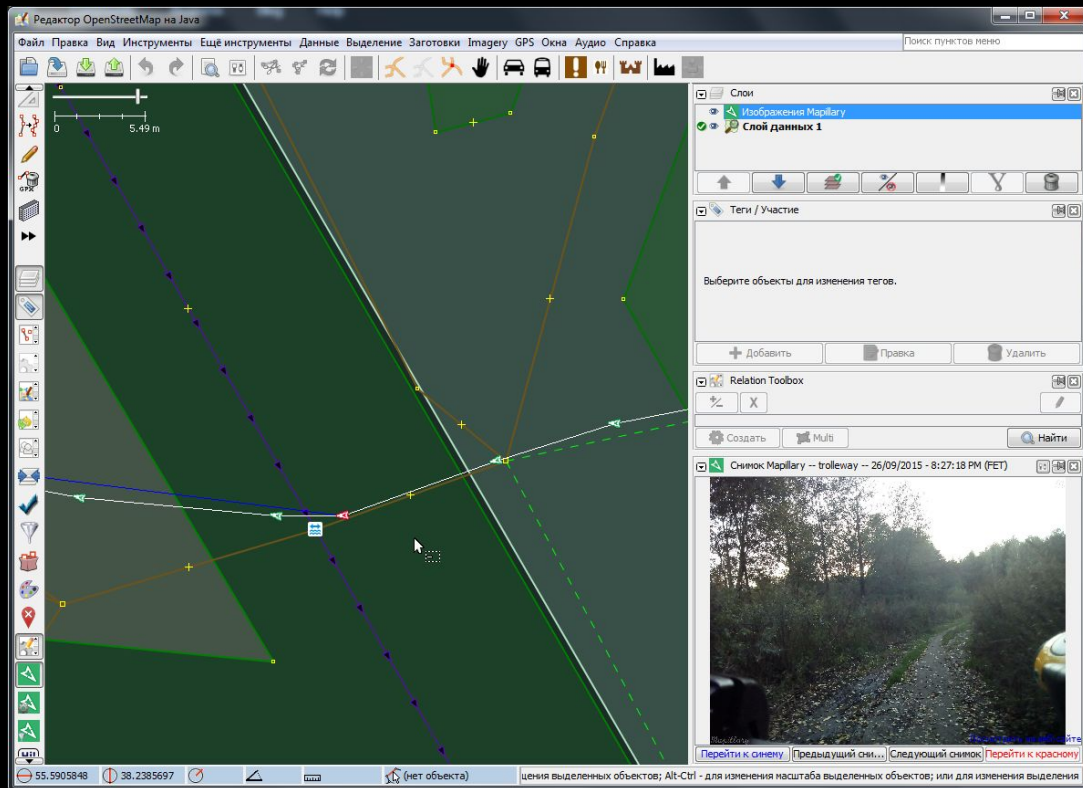 Редактор OpenStreetMap на Java
Файл Правка Вид Инструменты Ещё инструменты Данные Выделение Заготовки Imagery GPS Окна Аудио Справка
Поиск пунктов меню
0 5.49 m
GPX
Слои
Изображения Mapillary
Слой данных 1
Теги / Участие
Выберите объекты для изменения тегов.
Добавить Правка Удалить
Relation Toolbox
Создать Multi Найти
Снимок Mapillary -- trolleway -- 26/09/2015 - 8:27:18 PM (FET)
Mapillary
Перейти к синему Предыдущий сни... Следующий снимок Перейти к красному
55.5905848 38.2385697 (нет объекта) щения выделенных объектов; Alt-Ctrl - для изменения масштаба выделенных объектов; или для изменения выделения